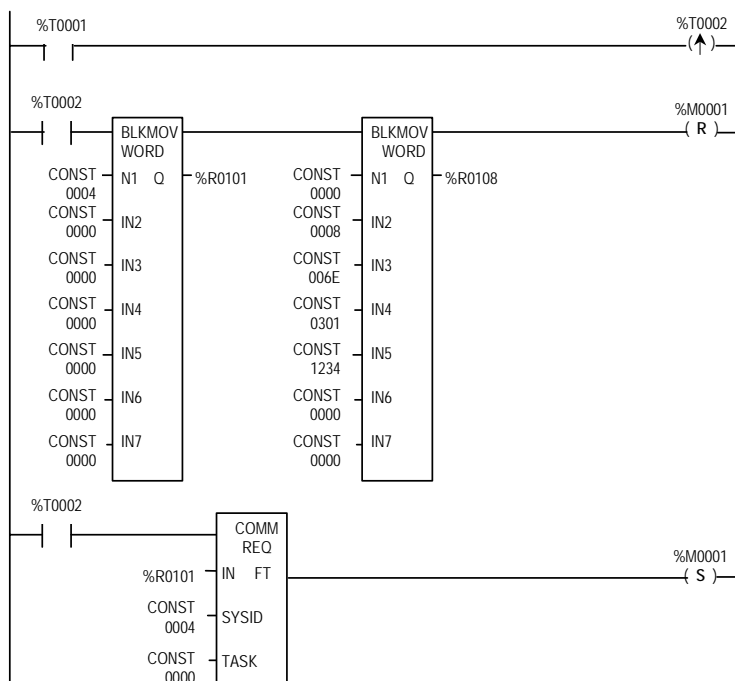 %T0001
%T0002
%T0002
%M0001
BLKMOV
WORD
BLKMOV
WORD
( R )
CONST
0004
N1 Q
%R0101
CONST
0000
N1 Q
%R0108
CONST
0000
IN2
CONST
0008
IN2
CONST
0000
IN3
CONST
006E
IN3
CONST
0000
IN4
CONST
0301
IN4
CONST
0000
IN5
CONST
1234
IN5
CONST
0000
IN6
CONST
0000
IN6
CONST
0000
IN7
CONST
0000
IN7
%T0002
COMM
REQ
%M0001
( S )
%R0101
IN FT
CONST
0004
SYSID
CONST
0000
TASK